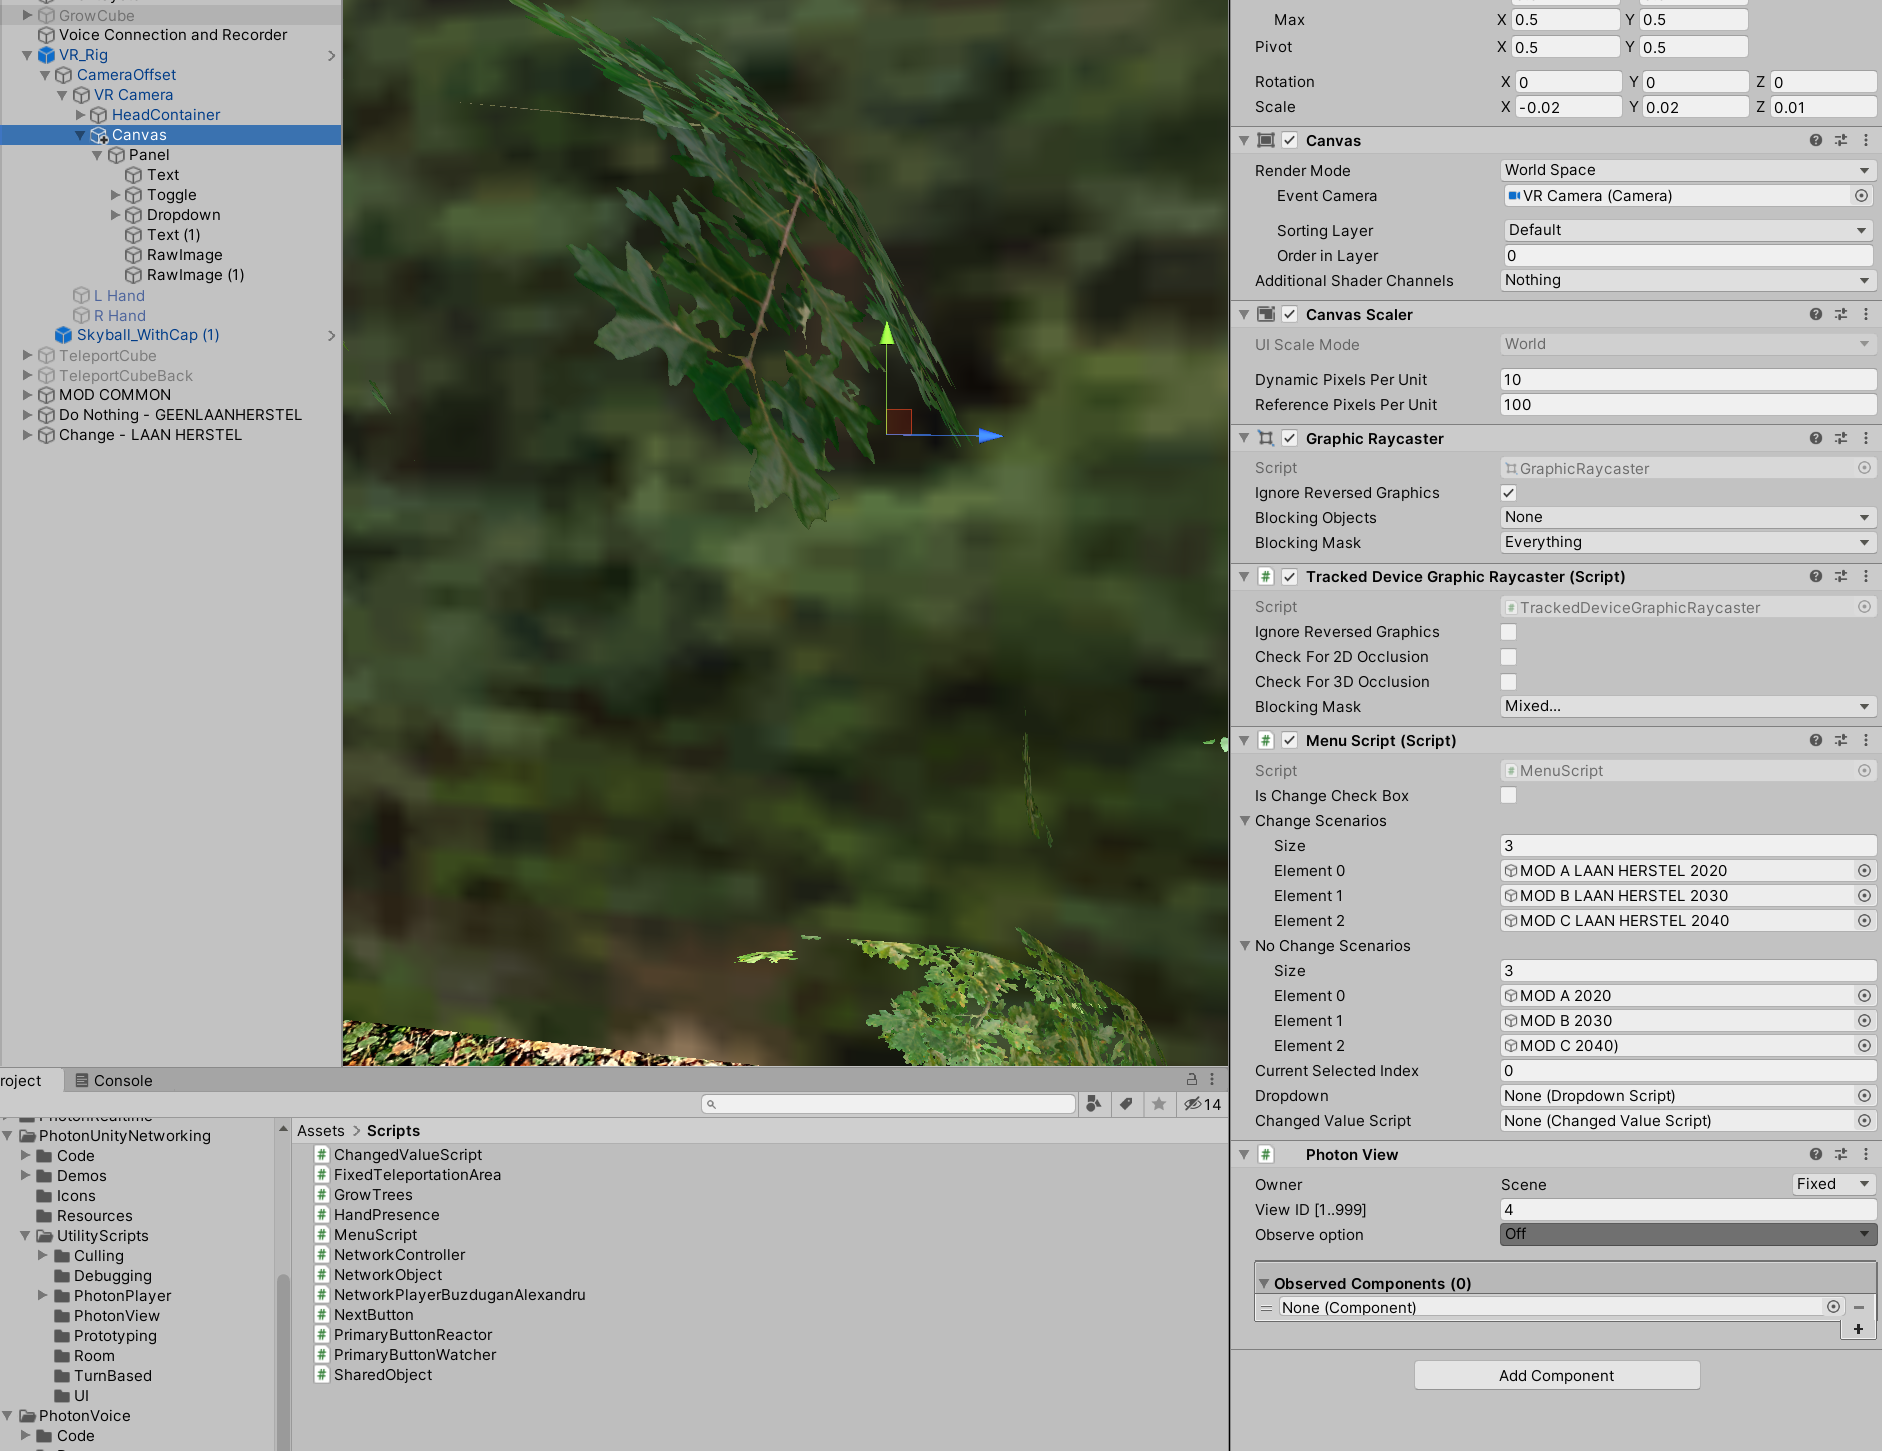 GrowCube
Voice Connection and Recorder
VR_Rig
CameraOffset
VR Camera
HeadContainer
Canvas
Panel
Text
Toggle
Dropdown
Text (1)
RawImage
RawImage (1)
L Hand
R Hand
Skyball_WithCap (1)
TeleportCube
TeleportCubeBack
MOD COMMON
Do Nothing - GEENLAANHERSTEL
Change - LAAN HERSTEL
Max X 0.5 Y 0.5
Pivot X 0.5 Y 0.5
Rotation X 0 Y 0 Z 0
Scale X -0.02 Y 0.02 Z 0.01
Canvas
Render Mode World Space
Event Camera VR Camera (Camera)
Sorting Layer Default
Order in Layer 0
Additional Shader Channels Nothing
Canvas Scaler
UI Scale Mode World
Dynamic Pixels Per Unit 10
Reference Pixels Per Unit 100
Graphic Raycaster
Script GraphicRaycaster
Ignore Reversed Graphics
Blocking Objects None
Blocking Mask Everything
# Tracked Device Graphic Raycaster (Script)
Script # TrackedDeviceGraphicRaycaster
Ignore Reversed Graphics
Check For 2D Occlusion
Check For 3D Occlusion
Blocking Mask Mixed...
# Menu Script (Script)
Script # MenuScript
Is Change Check Box
Change Scenarios
Size 3
Element 0 MOD A LAAN HERSTEL 2020
Element 1 MOD B LAAN HERSTEL 2030
Element 2 MOD C LAAN HERSTEL 2040
No Change Scenarios
Size 3
Element 0 MOD A 2020
Element 1 MOD B 2030
Element 2 MOD C 2040)
Current Selected Index 0
Dropdown None (Dropdown Script)
Changed Value Script None (Changed Value Script)
# Photon View
Owner Scene Fixed
View ID [1..999] 4
Observe option Off
Observed Components (0)
None (Component)
Add Component
roject Console
14
PhotonRealtime
PhotonUnityNetworking
Code
Demos
Icons
Resources
UtilityScripts
Culling
Debugging
PhotonPlayer
PhotonView
Prototyping
Room
TurnBased
UI
PhotonVoice
Code
Assets > Scripts
# ChangedValueScript
# FixedTeleportationArea
# GrowTrees
# HandPresence
# MenuScript
# NetworkController
# NetworkObject
# NetworkPlayerBuzduganAlexandru
# NextButton
# PrimaryButtonReactor
# PrimaryButtonWatcher
# SharedObject